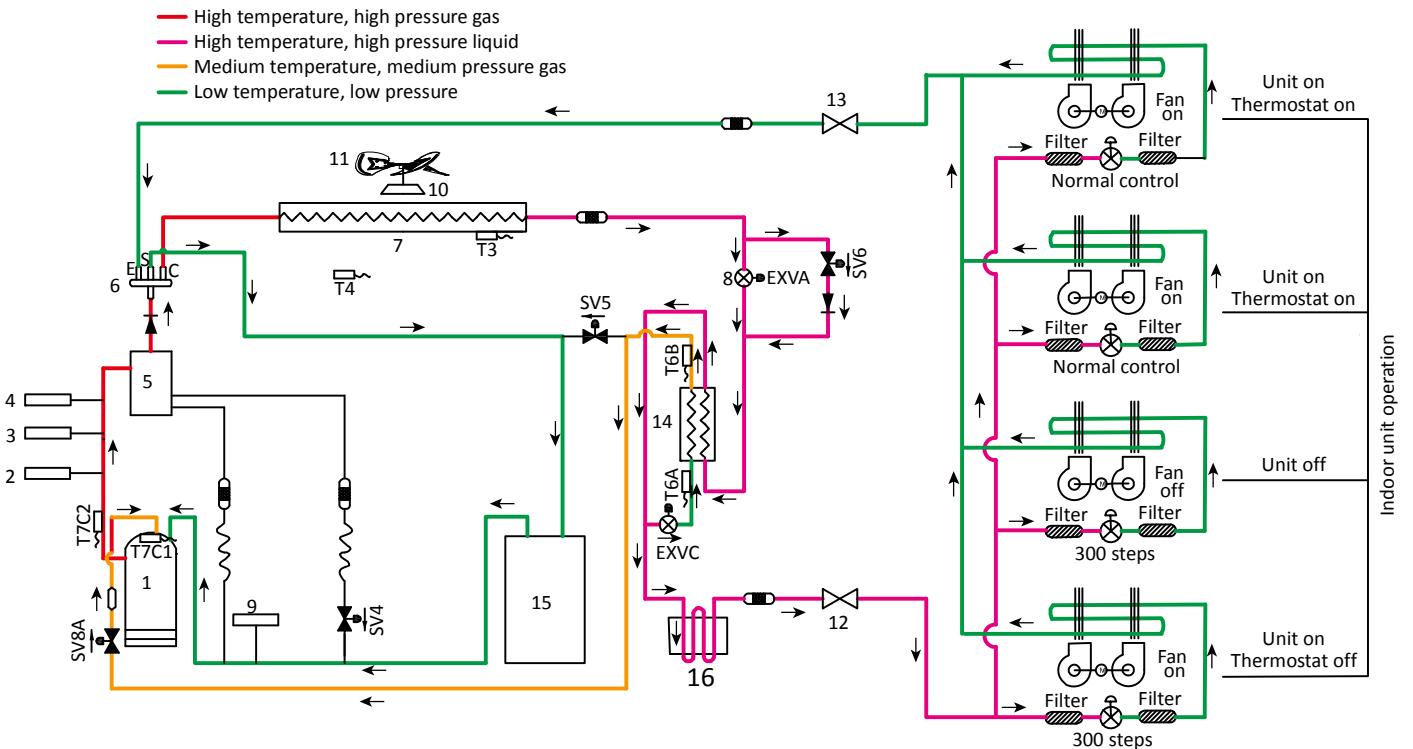 High temperature, high pressure gas
High temperature, high pressure liquid
Medium temperature, medium pressure gas
Low temperature, low pressure
13
11
10
7
T3
T4
E
S
C
6
8
EXVA
SV6
SV5
T6B
14
T6A
EXVC
5
4
3
2
T7C2
T7C1
1
SV8A
9
SV4
15
16
12
Fan
on
Filter
Filter
Normal control
Unit on
Thermostat on
Fan
on
Filter
Filter
Normal control
Unit on
Thermostat on
Fan
off
Filter
Filter
300 steps
Unit off
Fan
on
Filter
Filter
300 steps
Unit on
Thermostat off
Indoor unit operation